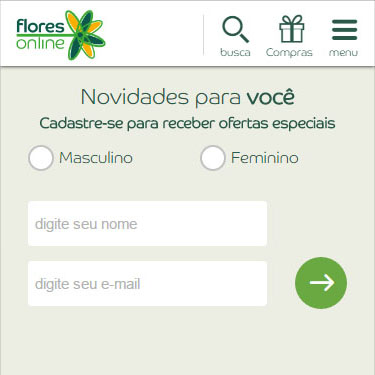 flores
online
busca
Compras
menu
Novidades para você
Cadastre-se para receber ofertas especiais
Masculino
Feminino
digite seu nome
digite seu e-mail